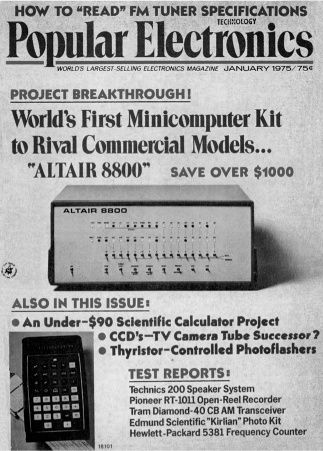 HOW TO "READ" FM TUNER SPECIFICATIONS
TECHNOLOGY
Popular Electronics
WORLD'S LARGEST-SELLING ELECTRONICS MAGAZINE JANUARY 1975/75¢
PROJECT BREAKTHROUGH!
World's First Minicomputer Kit
to Rival Commercial Models...
"ALTAIR 8800" SAVE OVER $1000
ALTAIR 8800
ALSO IN THIS ISSUE:
● An Under-$90 Scientific Calculator Project
● CCD's—TV Camera Tube Successor?
● Thyristor-Controlled Photoflashers
TEST REPORTS:
Technics 200 Speaker System
Pioneer RT-1011 Open-Reel Recorder
Tram Diamond-40 CB AM Transceiver
Edmund Scientific "Kirlian" Photo Kit
Hewlett-Packard 5381 Frequency Counter
18101